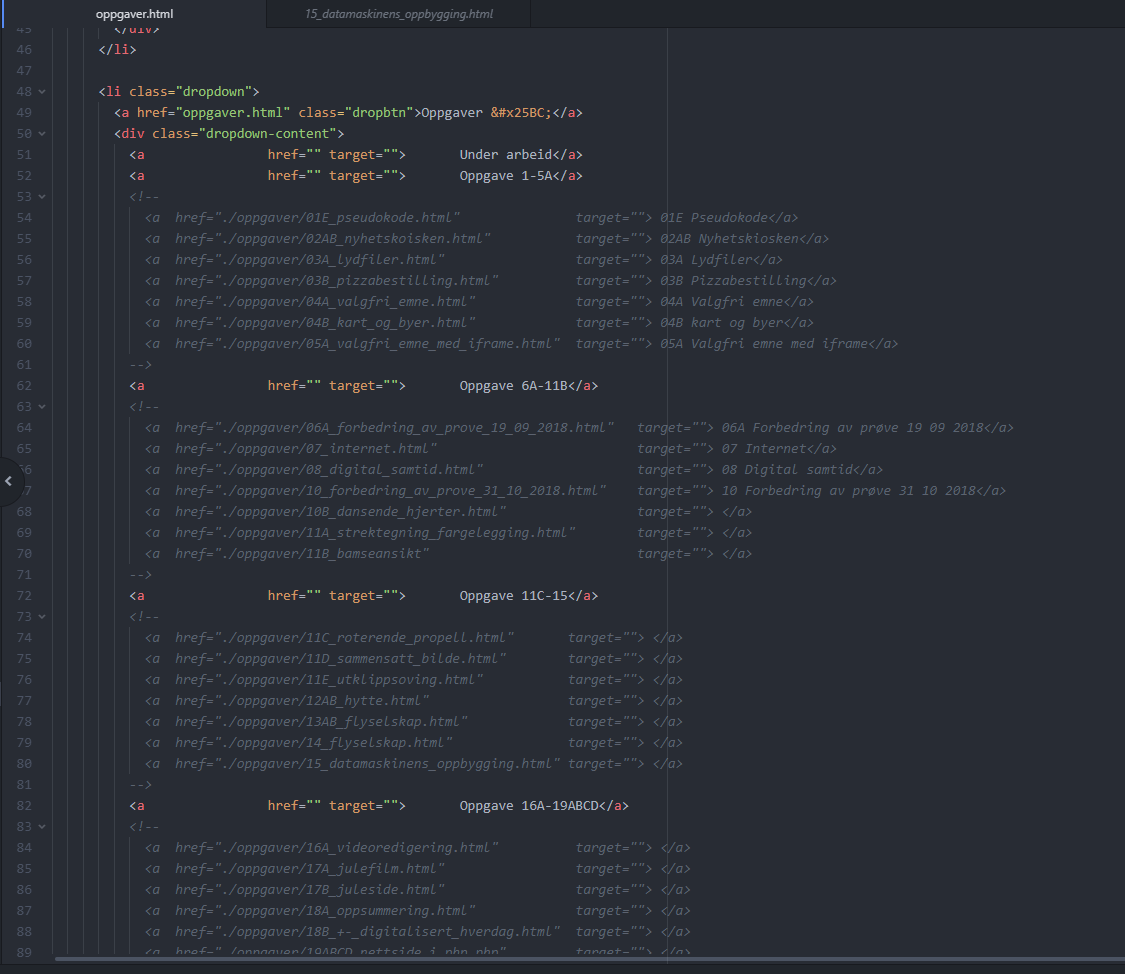 oppgaver.html 15_datamaskinens_oppbygging.html
45 </div>
46 </li>
47
48 <li class="dropdown">
49 <a href="oppgaver.html" class="dropbtn">Oppgaver &#x25BC;</a>
50 <div class="dropdown-content">
51 <a href="" target=""> Under arbeid</a>
52 <a href="" target=""> Oppgave 1-5A</a>
53 <!--
54 <a href="./oppgaver/01E_pseudokode.html" target=""> 01E Pseudokode</a>
55 <a href="./oppgaver/02AB_nyhetskoisken.html" target=""> 02AB Nyhetskiosken</a>
56 <a href="./oppgaver/03A_lydfiler.html" target=""> 03A Lydfiler</a>
57 <a href="./oppgaver/03B_pizzabestilling.html" target=""> 03B Pizzabestilling</a>
58 <a href="./oppgaver/04A_valgfri_emne.html" target=""> 04A Valgfri emne</a>
59 <a href="./oppgaver/04B_kart_og_byer.html" target=""> 04B kart og byer</a>
60 <a href="./oppgaver/05A_valgfri_emne_med_iframe.html" target=""> 05A Valgfri emne med iframe</a>
61 -->
62 <a href="" target=""> Oppgave 6A-11B</a>
63 <!--
64 <a href="./oppgaver/06A_forbedring_av_prove_19_09_2018.html" target=""> 06A Forbedring av prøve 19 09 2018</a>
65 <a href="./oppgaver/07_internet.html" target=""> 07 Internet</a>
66 <a href="./oppgaver/08_digital_samtid.html" target=""> 08 Digital samtid</a>
67 <a href="./oppgaver/10_forbedring_av_prove_31_10_2018.html" target=""> 10 Forbedring av prøve 31 10 2018</a>
68 <a href="./oppgaver/10B_dansende_hjerter.html" target=""> </a>
69 <a href="./oppgaver/11A_strektegning_fargelegging.html" target=""> </a>
70 <a href="./oppgaver/11B_bamseansikt" target=""> </a>
71 -->
72 <a href="" target=""> Oppgave 11C-15</a>
73 <!--
74 <a href="./oppgaver/11C_roterende_propell.html" target=""> </a>
75 <a href="./oppgaver/11D_sammensatt_bilde.html" target=""> </a>
76 <a href="./oppgaver/11E_utklippsoving.html" target=""> </a>
77 <a href="./oppgaver/12AB_hytte.html" target=""> </a>
78 <a href="./oppgaver/13AB_flyselskap.html" target=""> </a>
79 <a href="./oppgaver/14_flyselskap.html" target=""> </a>
80 <a href="./oppgaver/15_datamaskinens_oppbygging.html" target=""> </a>
81 -->
82 <a href="" target=""> Oppgave 16A-19ABCD</a>
83 <!--
84 <a href="./oppgaver/16A_videoredigering.html" target=""> </a>
85 <a href="./oppgaver/17A_julefilm.html" target=""> </a>
86 <a href="./oppgaver/17B_juleside.html" target=""> </a>
87 <a href="./oppgaver/18A_oppsummering.html" target=""> </a>
88 <a href="./oppgaver/18B_+-_digitalisert_hverdag.html" target=""> </a>
89 <a href="./oppgaver/19ABCD_nettside_i_php.php" target=""> </a>